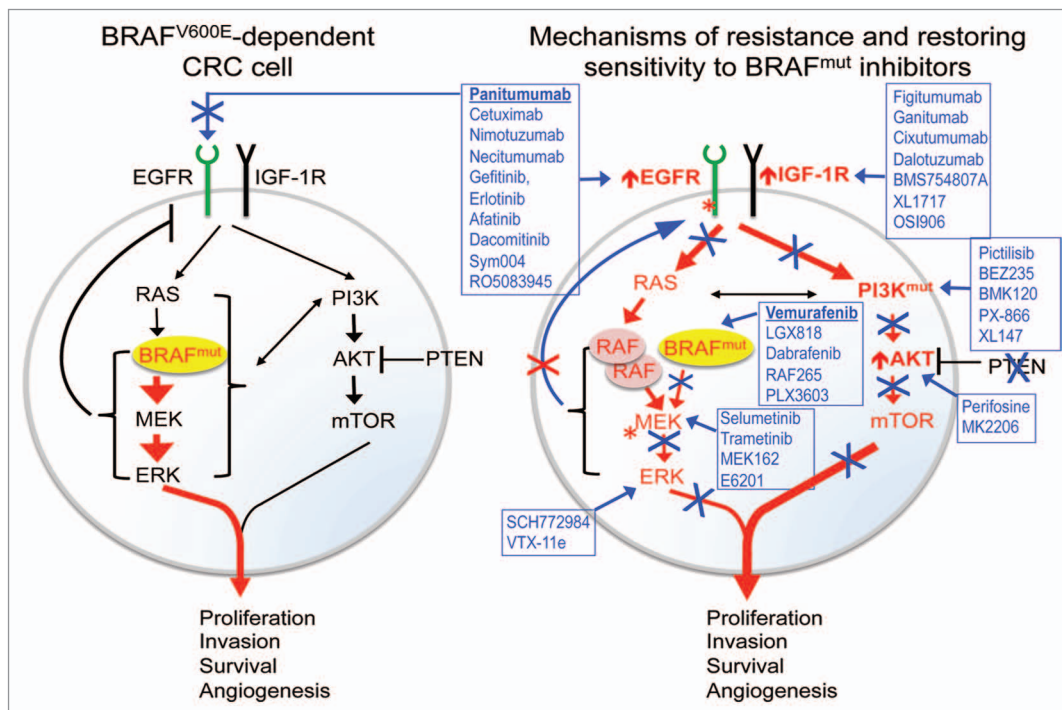 BRAFV600E-dependent
CRC cell
EGFR
IGF-1R
RAS
PI3K
BRAFmut
AKT
PTEN
MEK
mTOR
ERK
Proliferation
Invasion
Survival
Angiogenesis
Mechanisms of resistance and restoring
sensitivity to BRAFmut inhibitors
Panitumumab
Cetuximab
Nimotuzumab
Necitumumab
Gefitinib,
Erlotinib
Afatinib
Dacomitinib
Sym004
RO5083945
EGFR
IGF-1R
Figitumumab
Ganitumab
Cixutumumab
Dalotuzumab
BMS754807A
XL1717
OSI906
*
RAS
PI3Kmut
Pictilisib
BEZ235
BMK120
PX-866
XL147
RAF
RAF
BRAFmut
Vemurafenib
LGX818
Dabrafenib
RAF265
PLX3603
AKT
PTEN
*
MEK
Selumetinib
Trametinib
MEK162
E6201
mTOR
Perifosine
MK2206
ERK
SCH772984
VTX-11e
Proliferation
Invasion
Survival
Angiogenesis